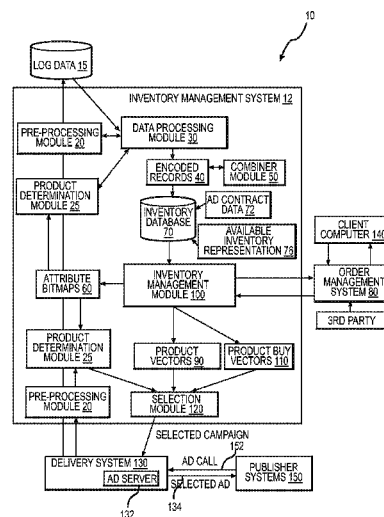 10
LOG DATA 15
INVENTORY MANAGEMENT SYSTEM 12
PRE-PROCESSING
MODULE 20
DATA PROCESSING
MODULE 30
ENCODED
RECORDS 40
COMBINER
MODULE 50
PRODUCT
DETERMINATION
MODULE 25
INVENTORY
DATABASE
70
AD CONTRACT
DATA 72
AVAILABLE
INVENTORY
REPRESENTATION 76
CLIENT
COMPUTER 140
ATTRIBUTE
BITMAPS 60
INVENTORY
MANAGEMENT
MODULE 100
ORDER
MANAGEMENT
SYSTEM 80
3RD PARTY
PRODUCT
DETERMINATION
MODULE 25
PRODUCT
VECTORS 90
PRODUCT BUY
VECTORS 110
PRE-PROCESSING
MODULE 20
SELECTION
MODULE 120
SELECTED CAMPAIGN
152
DELIVERY SYSTEM 130
AD SERVER
AD CALL
SELECTED AD
PUBLISHER
SYSTEMS 150
132
134